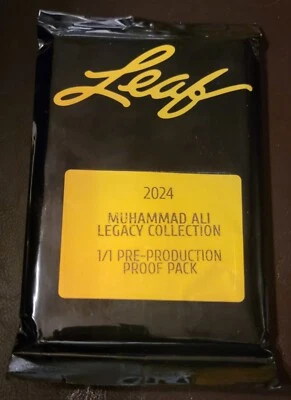 Leaf
2024
MUHAMMAD ALI
LEGACY COLLECTION
1/1 PRE-PRODUCTION
PROOF PACK